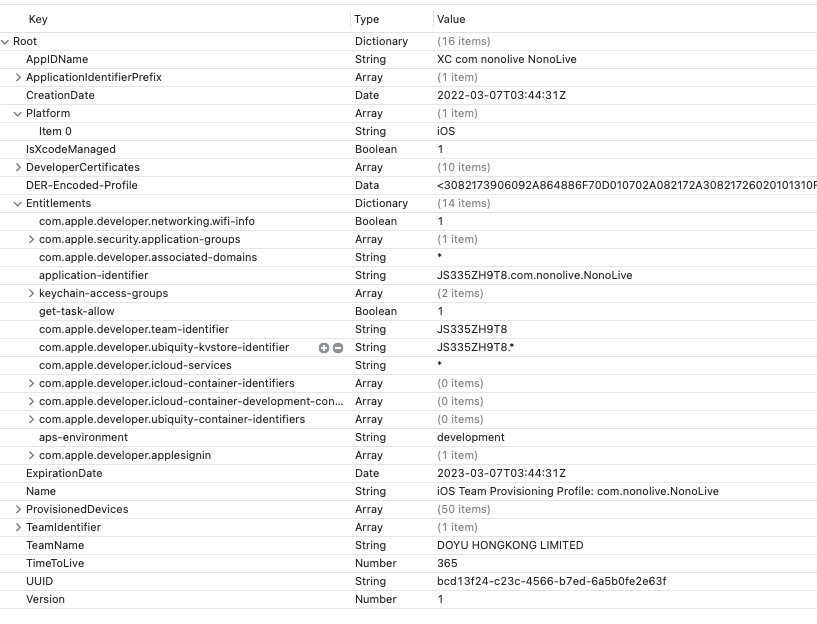 Key Type Value
Root Dictionary (16 items)
AppIDName String XC com nonolive NonoLive
ApplicationIdentifierPrefix Array (1 item)
CreationDate Date 2022-03-07T03:44:31Z
Platform Array (1 item)
Item 0 String iOS
IsXcodeManaged Boolean 1
DeveloperCertificates Array (10 items)
DER-Encoded-Profile Data <3082173906092A864886F70D010702A082172A30821726020101310F
Entitlements Dictionary (14 items)
com.apple.developer.networking.wifi-info Boolean 1
com.apple.security.application-groups Array (1 item)
com.apple.developer.associated-domains String *
application-identifier String JS335ZH9T8.com.nonolive.NonoLive
keychain-access-groups Array (2 items)
get-task-allow Boolean 1
com.apple.developer.team-identifier String JS335ZH9T8
com.apple.developer.ubiquity-kvstore-identifier String JS335ZH9T8.*
com.apple.developer.icloud-services String *
com.apple.developer.icloud-container-identifiers Array (0 items)
com.apple.developer.icloud-container-development-con... Array (0 items)
com.apple.developer.ubiquity-container-identifiers Array (0 items)
aps-environment String development
com.apple.developer.applesignin Array (1 item)
ExpirationDate Date 2023-03-07T03:44:31Z
Name String iOS Team Provisioning Profile: com.nonolive.NonoLive
ProvisionedDevices Array (50 items)
TeamIdentifier Array (1 item)
TeamName String DOYU HONGKONG LIMITED
TimeToLive Number 365
UUID String bcd13f24-c23c-4566-b7ed-6a5b0fe2e63f
Version Number 1